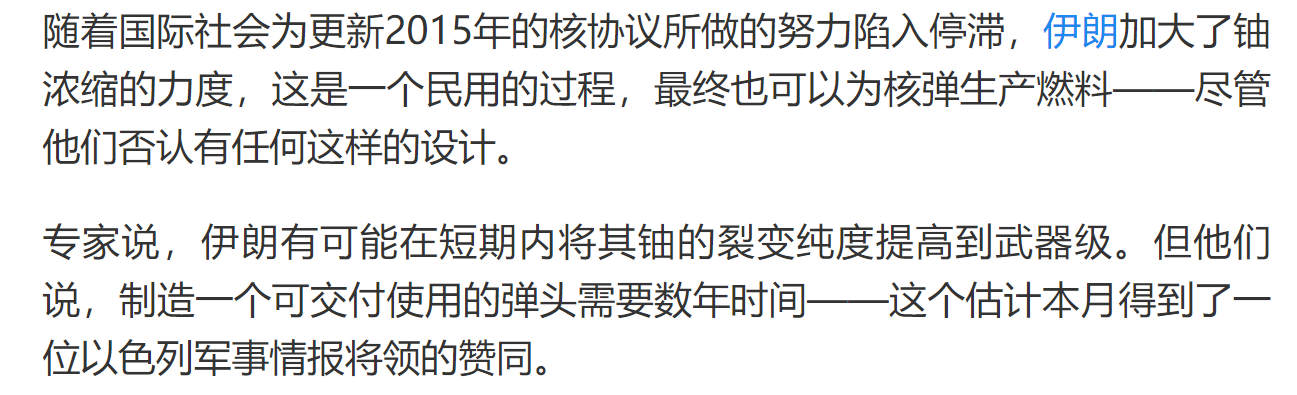 随着国际社会为更新2015年的核协议所做的努力陷入停滞，伊朗加大了铀
浓缩的力度，这是一个民用的过程，最终也可以为核弹生产燃料——尽管
他们否认有任何这样的设计。
专家说，伊朗有可能在短期内将其铀的裂变纯度提高到武器级。但他们
说，制造一个可交付使用的弹头需要数年时间——这个估计本月得到了一
位以色列军事情报将领的赞同。